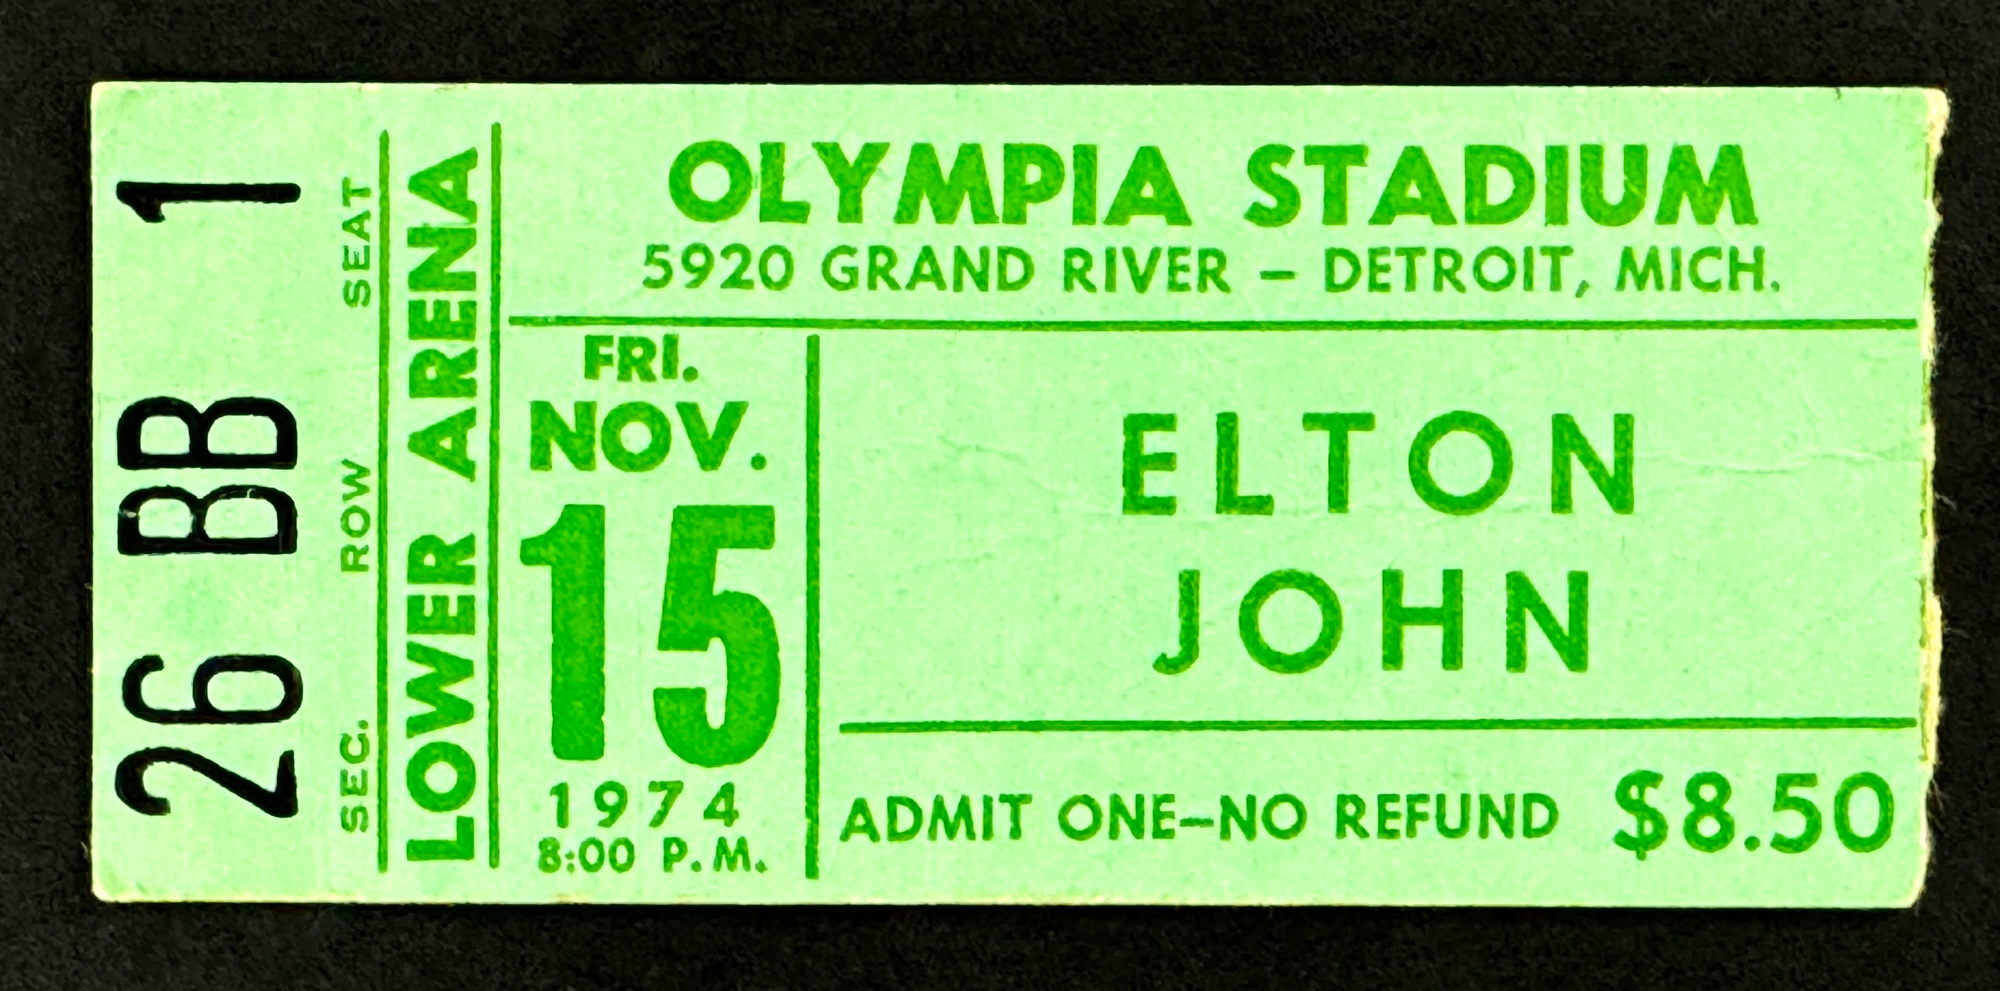 OLYMPIA STADIUM
5920 GRAND RIVER – DETROIT, MICH.
FRI.
NOV.
15
1974
8:00 P.M.
ELTON
JOHN
ADMIT ONE–NO REFUND $8.50
LOWER ARENA
SEC. ROW SEAT
26 BB 1